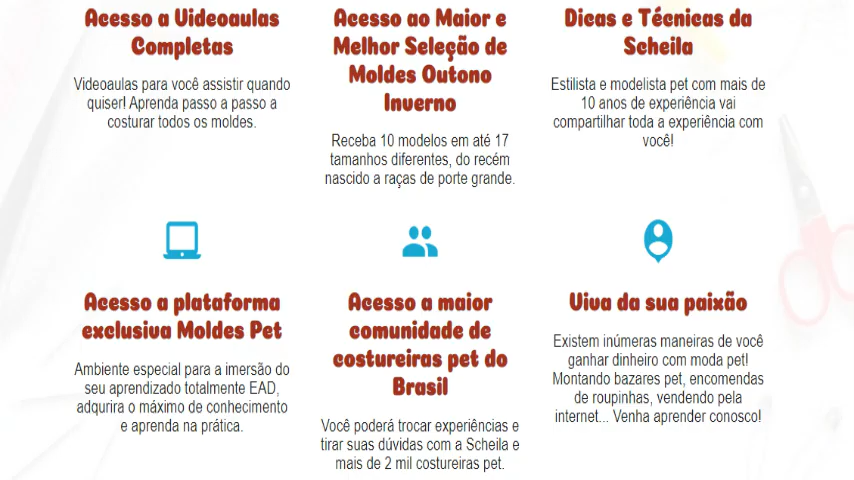 Acesso a Videoaulas
Completas
Videoaulas para você assistir quando
quiser! Aprenda passo a passo a
costurar todos os moldes.
Acesso ao Maior e
Melhor Seleção de
Moldes Outono
Inverno
Receba 10 modelos em até 17
tamanhos diferentes, do recém
nascido a raças de porte grande.
Dicas e Técnicas da
Scheila
Estilista e modelista pet com mais de
10 anos de experiência vai
compartilhar toda a experiência com
você!
Acesso a plataforma
exclusiva Moldes Pet
Ambiente especial para a imersão do
seu aprendizado totalmente EAD,
adquirira o máximo de conhecimento
e aprenda na prática.
Acesso a maior
comunidade de
costureiras pet do
Brasil
Você poderá trocar experiências e
tirar suas dúvidas com a Scheila e
mais de 2 mil costureiras pet.
Viva da sua paixão
Existem inúmeras maneiras de você
ganhar dinheiro com moda pet!
Montando bazares pet, encomendas
de roupinhas, vendendo pela
internet... Venha aprender conosco!